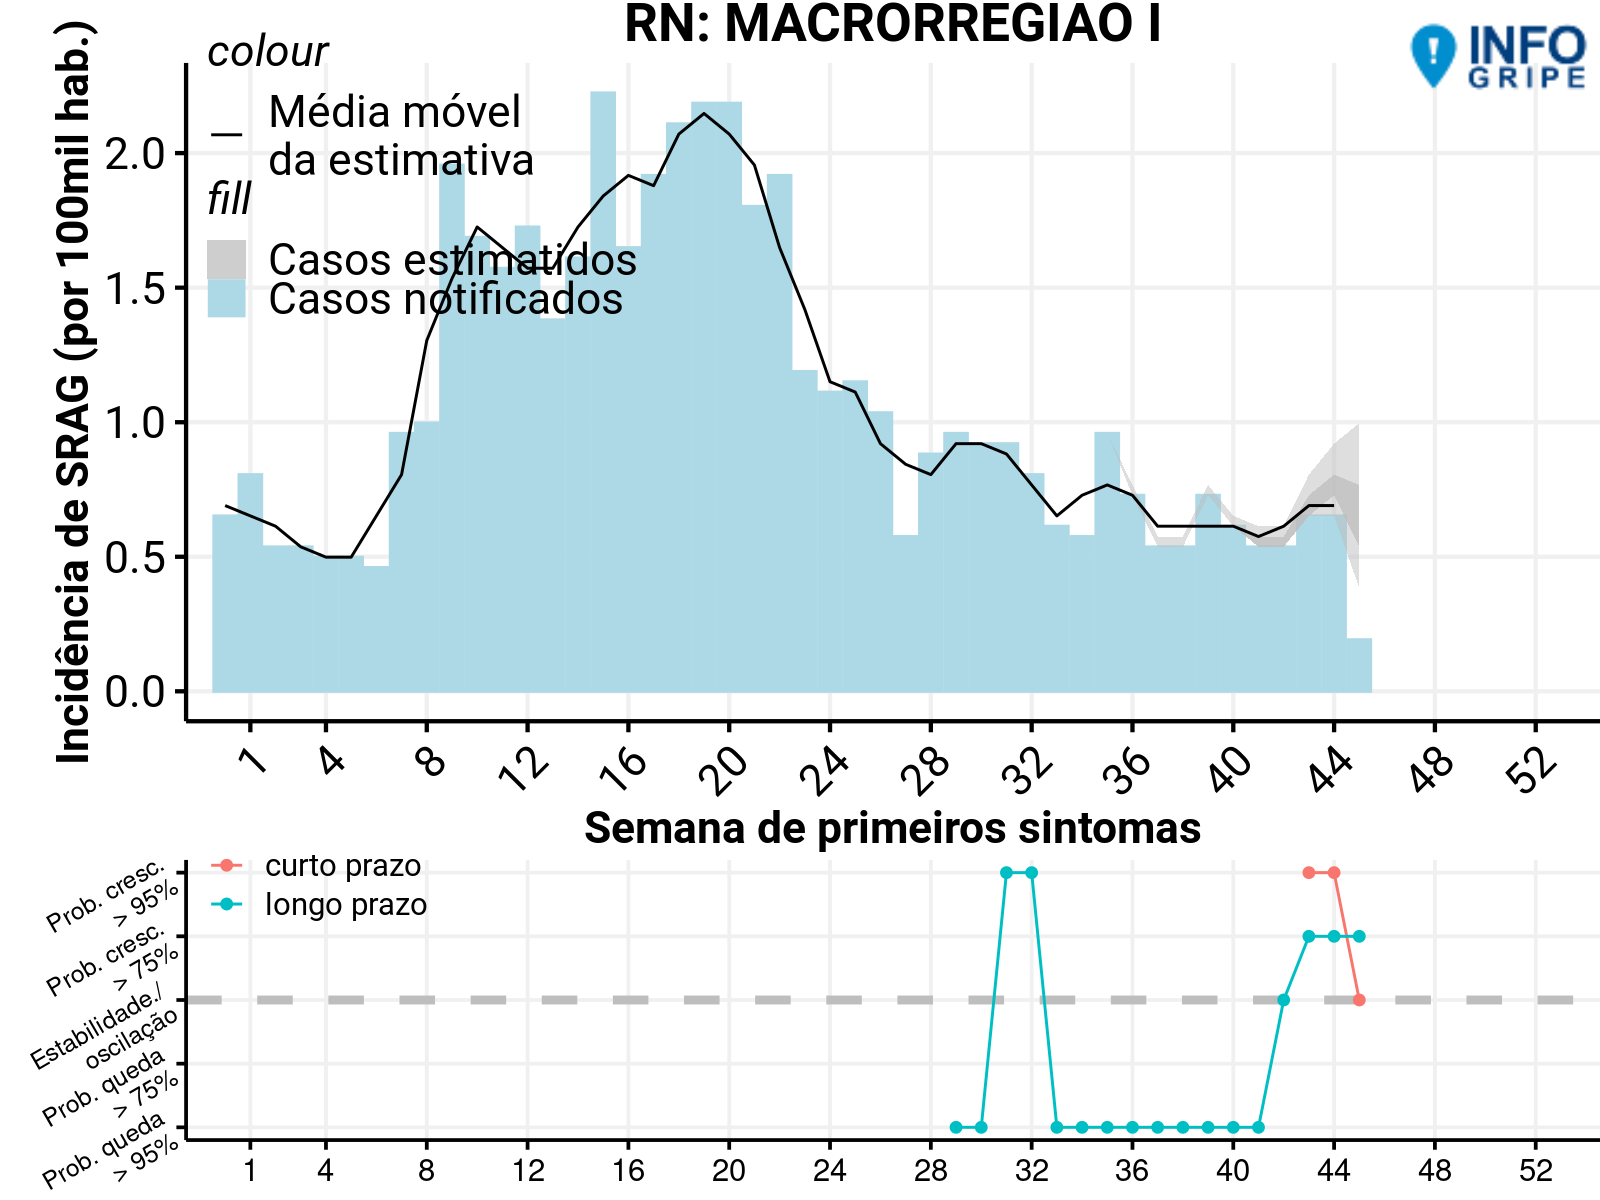 RN: MACRORREGIAO I
INFO
GRIPE
colour
Média móvel
da estimativa
fill
Casos estimatidos
Casos notificados
Incidência de SRAG (por 100mil hab.)
2.0
1.5
1.0
0.5
0.0
1 4 8 12 16 20 24 28 32 36 40 44 48 52
Semana de primeiros sintomas
curto prazo
longo prazo
Prob. cresc.
> 95%
Prob. cresc.
> 75%
Estabilidade./
oscilação
Prob. queda
> 75%
Prob. queda
> 95%
1 4 8 12 16 20 24 28 32 36 40 44 48 52